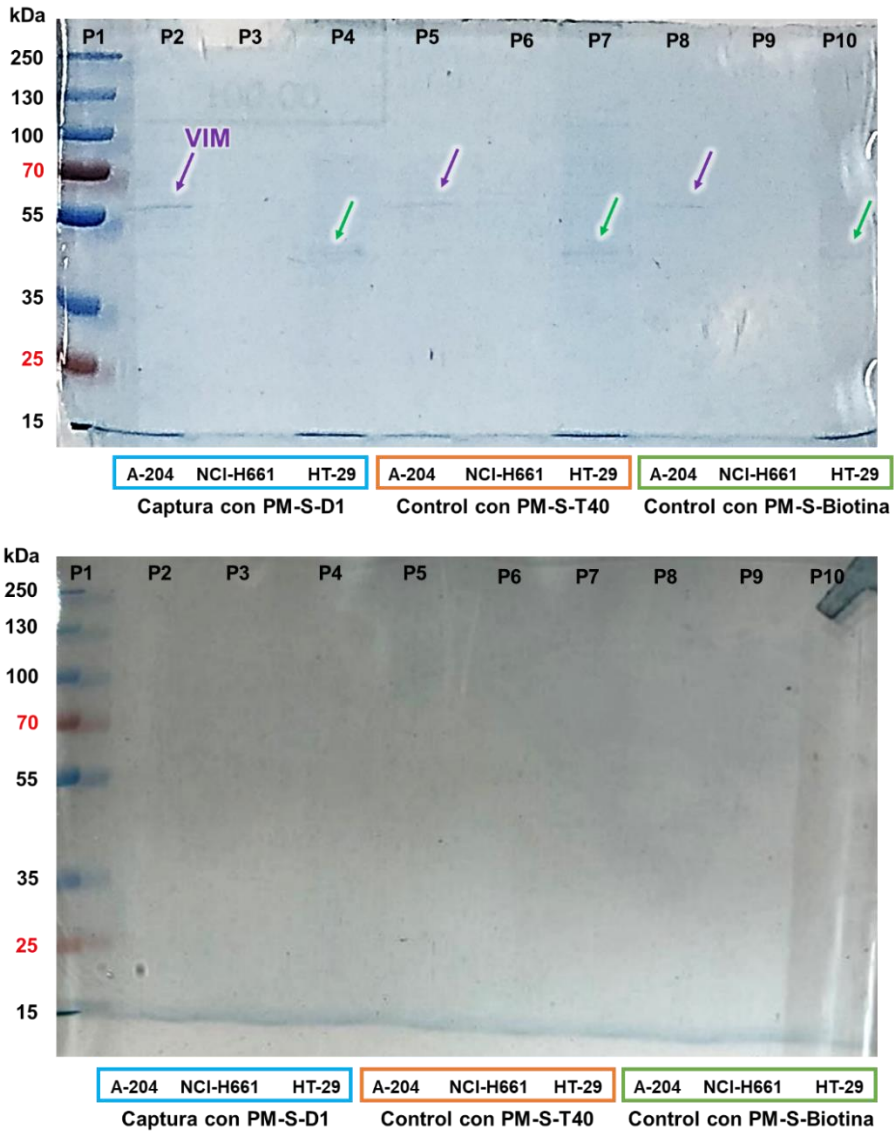 kDa
P1 P2 P3 P4 P5 P6 P7 P8 P9 P10
250
130
100
VIM
70
55
35
25
15
A-204 NCI-H661 HT-29 A-204 NCI-H661 HT-29 A-204 NCI-H661 HT-29
Captura con PM-S-D1 Control con PM-S-T40 Control con PM-S-Biotina
kDa
P1 P2 P3 P4 P5 P6 P7 P8 P9 P10
250
130
100
70
55
35
25
15
A-204 NCI-H661 HT-29 A-204 NCI-H661 HT-29 A-204 NCI-H661 HT-29
Captura con PM-S-D1 Control con PM-S-T40 Control con PM-S-Biotina